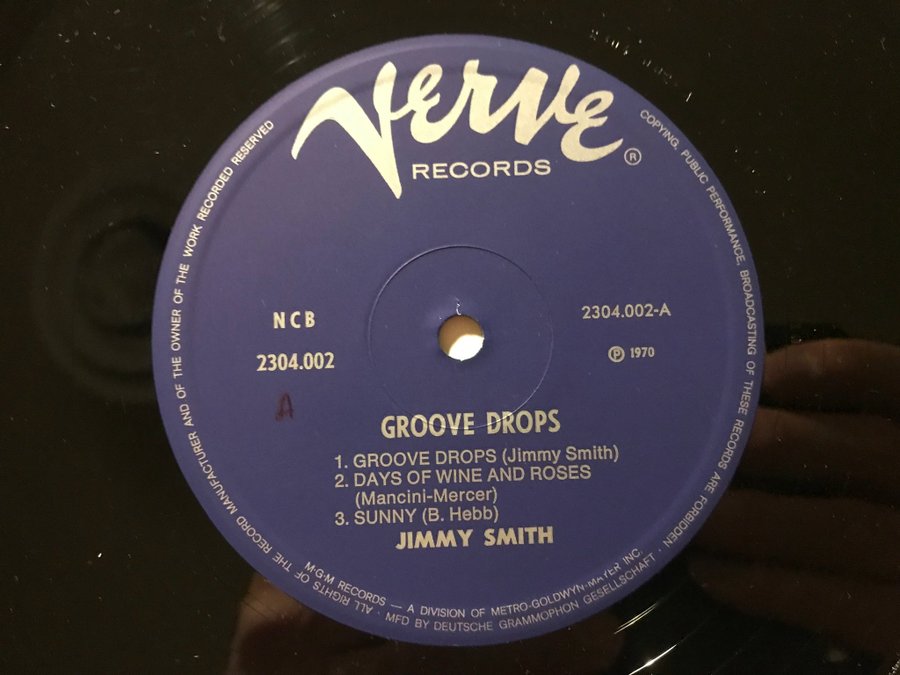 Verve
RECORDS ®
NCB
2304.002
A
2304.002-A
℗ 1970
GROOVE DROPS
1. GROOVE DROPS (Jimmy Smith)
2. DAYS OF WINE AND ROSES
(Mancini-Mercer)
3. SUNNY (B. Hebb)
JIMMY SMITH
M·G·M RECORDS — A DIVISION OF METRO-GOLDWYN-MAYER INC.
ALL RIGHTS OF THE RECORD MANUFACTURER AND OF THE OWNER OF THE WORK RECORDED RESERVED
COPYING, PUBLIC PERFORMANCE, BROADCASTING OF THESE RECORDS ARE FORBIDDEN
· MFD BY DEUTSCHE GRAMMOPHON GESELLSCHAFT ·